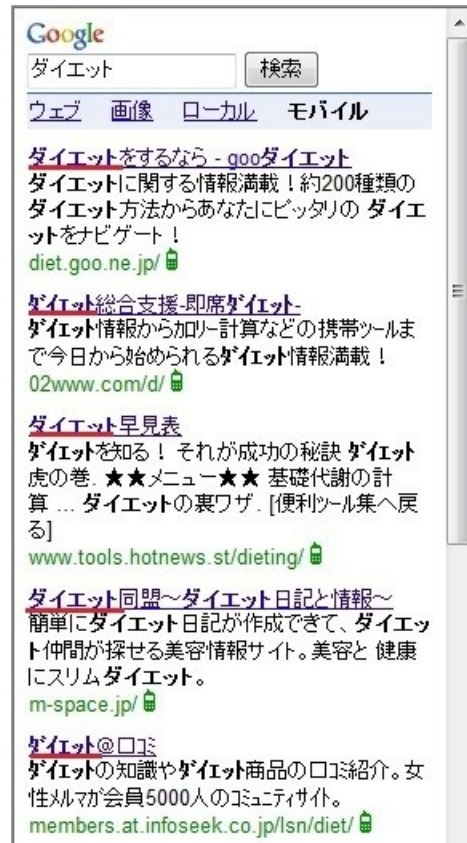 Google
ダイエット 検索
ウェブ 画像 ローカル モバイル
ダイエットをするなら - gooダイエット
ダイエットに関する情報満載！約200種類の
ダイエット方法からあなたにピッタリの ダイエ
ットをナビゲート！
diet.goo.ne.jp/
ﾀﾞｲｴｯﾄ総合支援-即席ﾀﾞｲｴｯﾄ-
ﾀﾞｲｴｯﾄ情報からｶﾛﾘｰ計算などの携帯ﾂｰﾙま
で今日から始められるﾀﾞｲｴｯﾄ情報満載！
02www.com/d/
ダイエット早見表
ﾀﾞｲｴｯﾄを知る！ それが成功の秘訣 ﾀﾞｲｴｯﾄ
虎の巻. ★★メニュー★★ 基礎代謝の計
算 ... ダイエットの裏ワザ. [便利ﾂｰﾙ集へ戻
る]
www.tools.hotnews.st/dieting/
ダイエット同盟～ダイエット日記と情報～
簡単にダイエット日記が作成できて、ダイエッ
ト仲間が探せる美容情報サイト。美容と 健康
にスリムダイエット。
m-space.jp/
ﾀﾞｲｴｯﾄ@口ｺﾐ
ﾀﾞｲｴｯﾄの知識やﾀﾞｲｴｯﾄ商品の口ｺﾐ紹介。女
性ﾒﾙﾏｶﾞ会員5000人のｺﾐｭﾆﾃｨｻｲﾄ。
members.at.infoseek.co.jp/lsn/diet/